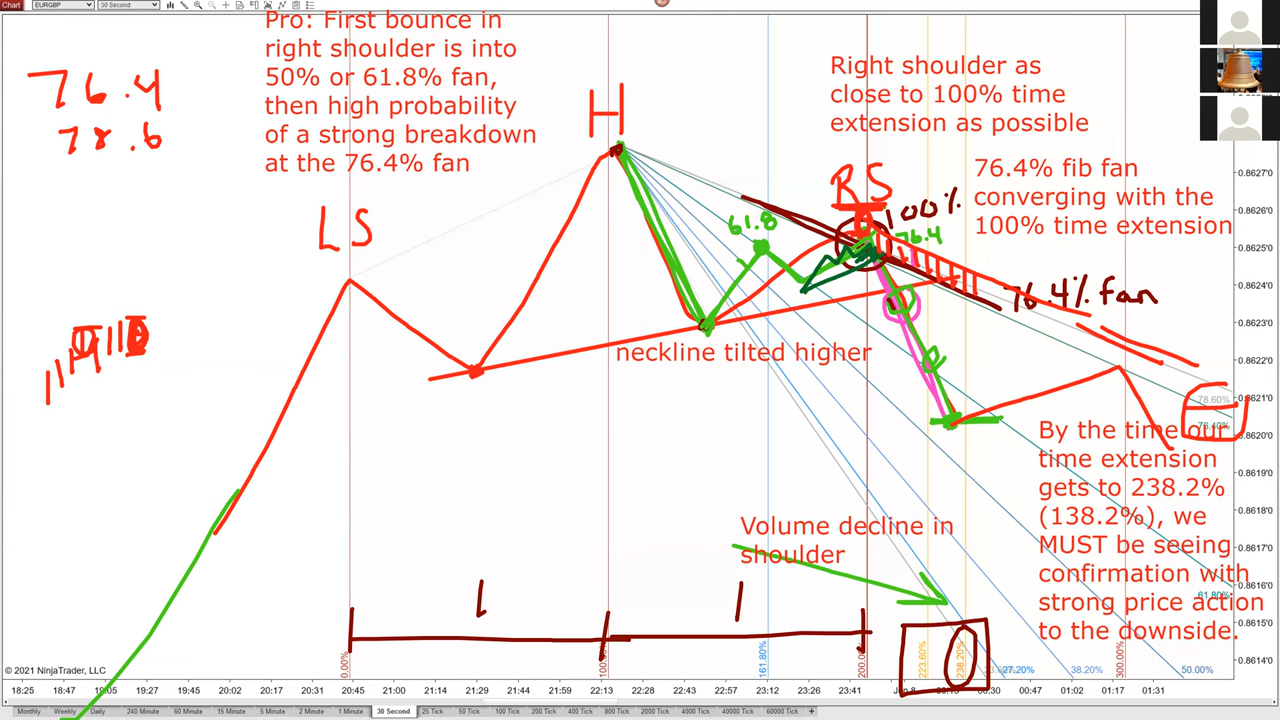 Chart
EURGBP
30 Second
Pro: First bounce in
right shoulder is into
50% or 61.8% fan,
then high probability
of a strong breakdown
at the 76.4% fan
76.4
78.6
LS
H
RS
Right shoulder as
close to 100% time
extension as possible
76.4% fib fan
converging with the
100% time extension
61.8
100%
76.4
76.4% fan
neckline tilted higher
By the time our
time extension
gets to 238.2%
(138.2%), we
MUST be seeing
confirmation with
strong price action
to the downside.
Volume decline in
shoulder
1
1
0.8627'0
0.8626'0
0.8625'0
0.8624'0
0.8623'0
0.8622'0
0.8621'0
0.8620'0
0.8619'0
0.8618'0
0.8617'0
0.8616'0
0.8615'0
0.8614'0
78.60%
76.40%
61.80%
50.00%
38.20%
27.20%
0.00%
161.80%
200.00%
223.60%
238.20%
300.00%
© 2021 NinjaTrader, LLC
18:25 18:47 19:05 19:27 19:45 20:02 20:45 21:00 21:14 21:29 21:44 22:13 22:28 22:43 22:57 23:12 23:26 23:41 Jun 8 00:30 00:47 01:02 01:17 01:31
Monthly Weekly Daily 240 Minute 60 Minute 15 Minute 5 Minute 2 Minute 1 Minute 30 Second 25 Tick 50 Tick 100 Tick 200 Tick 400 Tick 800 Tick 1000 Tick 2000 Tick 4000 Tick 40000 Tick 60000 Tick +